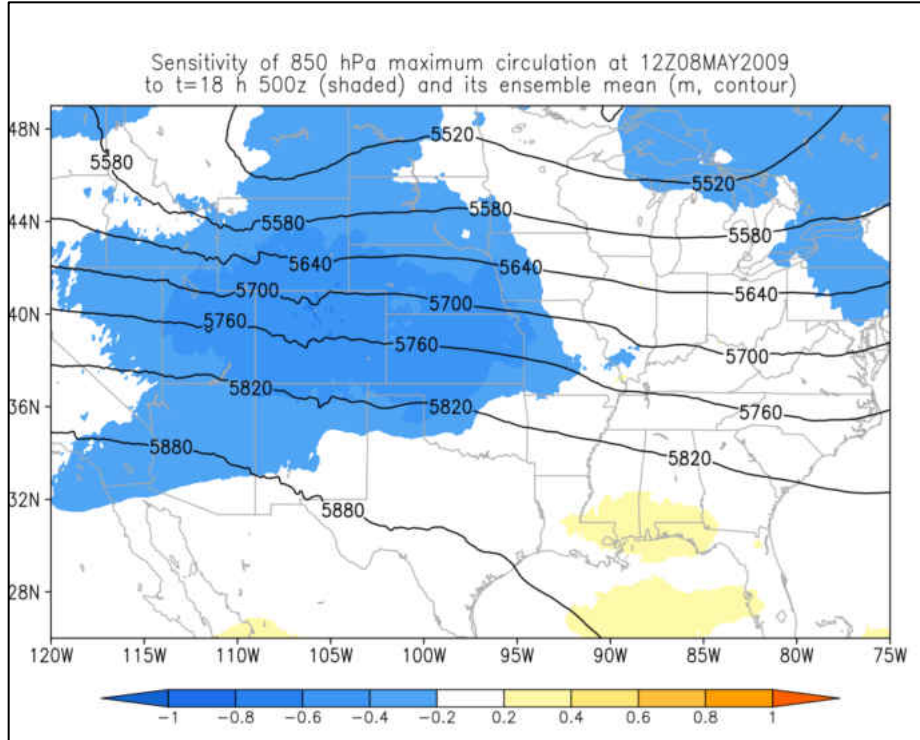 Sensitivity of 850 hPa maximum circulation at 12Z08MAY2009
to t=18 h 500z (shaded) and its ensemble mean (m, contour)
48N
5580
5520
5520
44N
5580
5580
5640
5640
5640
5700
5700
40N
5760
5760
5700
5820
36N
5820
5760
5880
5820
32N
5880
28N
120W 115W 110W 105W 100W 95W 90W 85W 80W 75W
-1 -0.8 -0.6 -0.4 -0.2 0.2 0.4 0.6 0.8 1